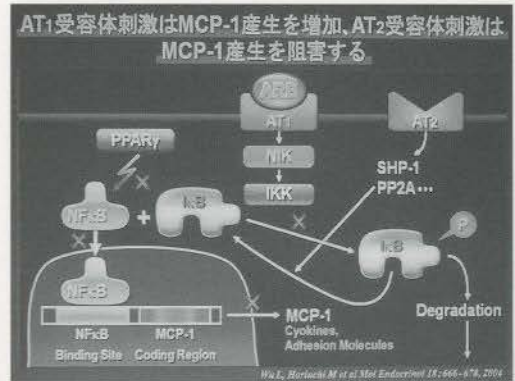 AT1受容体刺激はMCP-1産生を増加、AT2受容体刺激は
MCP-1産生を阻害する
ARB
AT1
AT2
PPARγ
NIK
IKK
SHP-1
PP2A…
NFκB
+
IκB
IκB
P
NFκB
NFκB
MCP-1
Binding Site
Coding Region
MCP-1
Cyokines,
Adhesion Molecules
Degradation
Wu L, Horiuchi M et al Mol Endocrinol 18:666-678, 2004